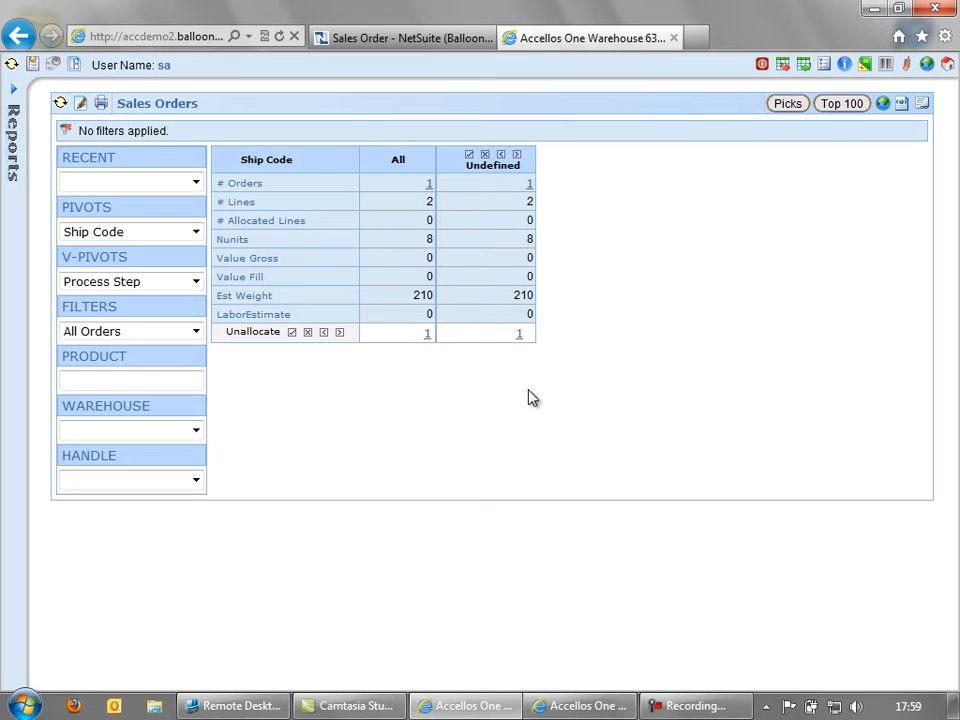 http://accdemo2.balloon...
Sales Order - NetSuite (Balloon...
Accellos One Warehouse 63...
User Name: sa
Reports
Sales Orders
Picks
Top 100
No filters applied.
RECENT
PIVOTS
Ship Code
V-PIVOTS
Process Step
FILTERS
All Orders
PRODUCT
WAREHOUSE
HANDLE
Ship Code All Undefined
# Orders 1 1
# Lines 2 2
# Allocated Lines 0 0
Nunits 8 8
Value Gross 0 0
Value Fill 0 0
Est Weight 210 210
LaborEstimate 0 0
Unallocate 1 1
Remote Deskt...
Camtasia Stu...
Accellos One ...
Accellos One ...
Recording...
17:59